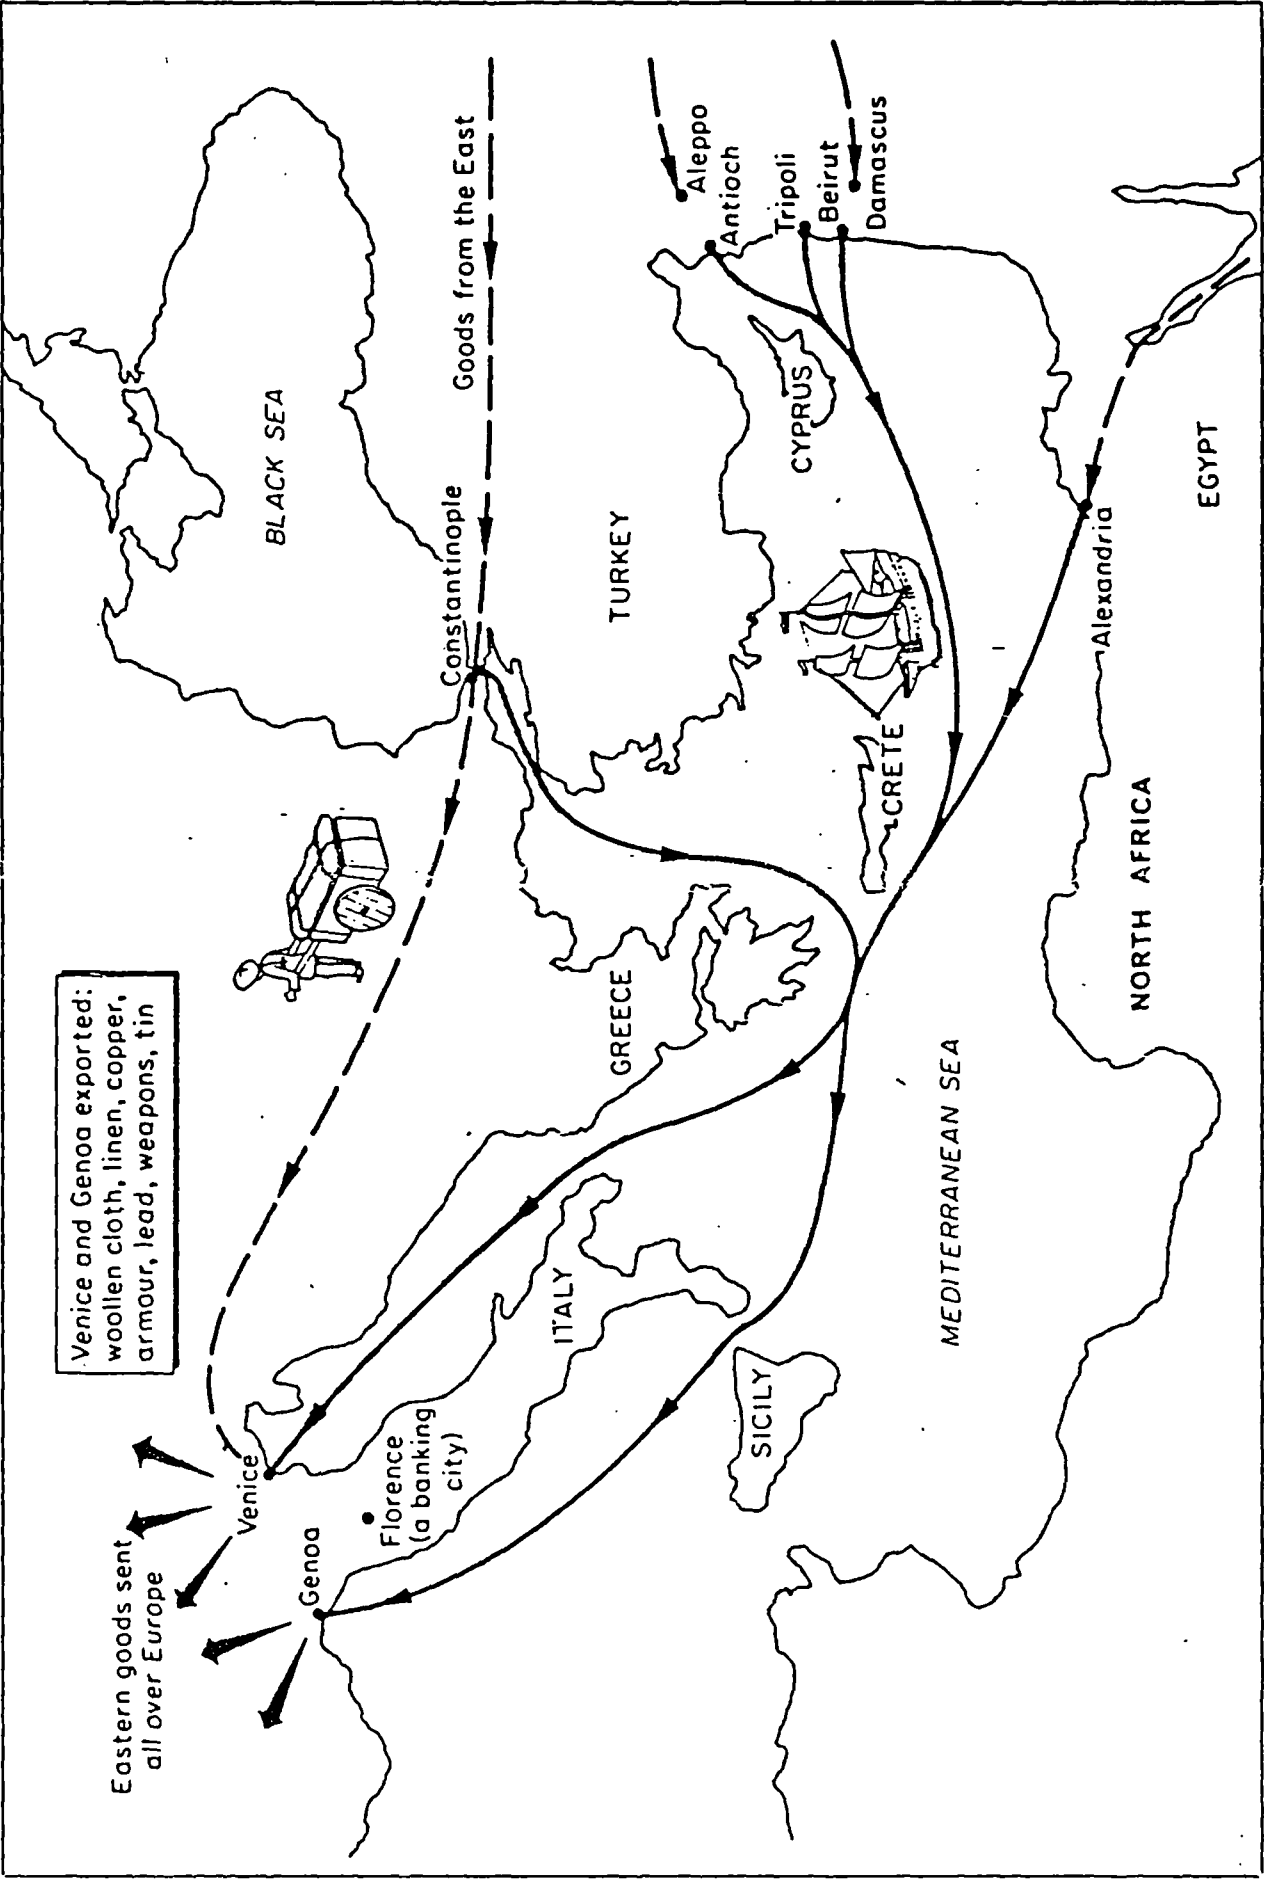 Eastern goods sent
all over Europe
Venice and Genoa exported:
woollen cloth, linen, copper,
armour, lead, weapons, tin
Venice
Genoa
Florence
(a banking
city)
ITALY
SICILY
GREECE
BLACK SEA
Constantinople
Goods from the East
TURKEY
CRETE
CYPRUS
Aleppo
Antioch
Tripoli
Beirut
Damascus
MEDITERRANEAN SEA
NORTH AFRICA
Alexandria
EGYPT